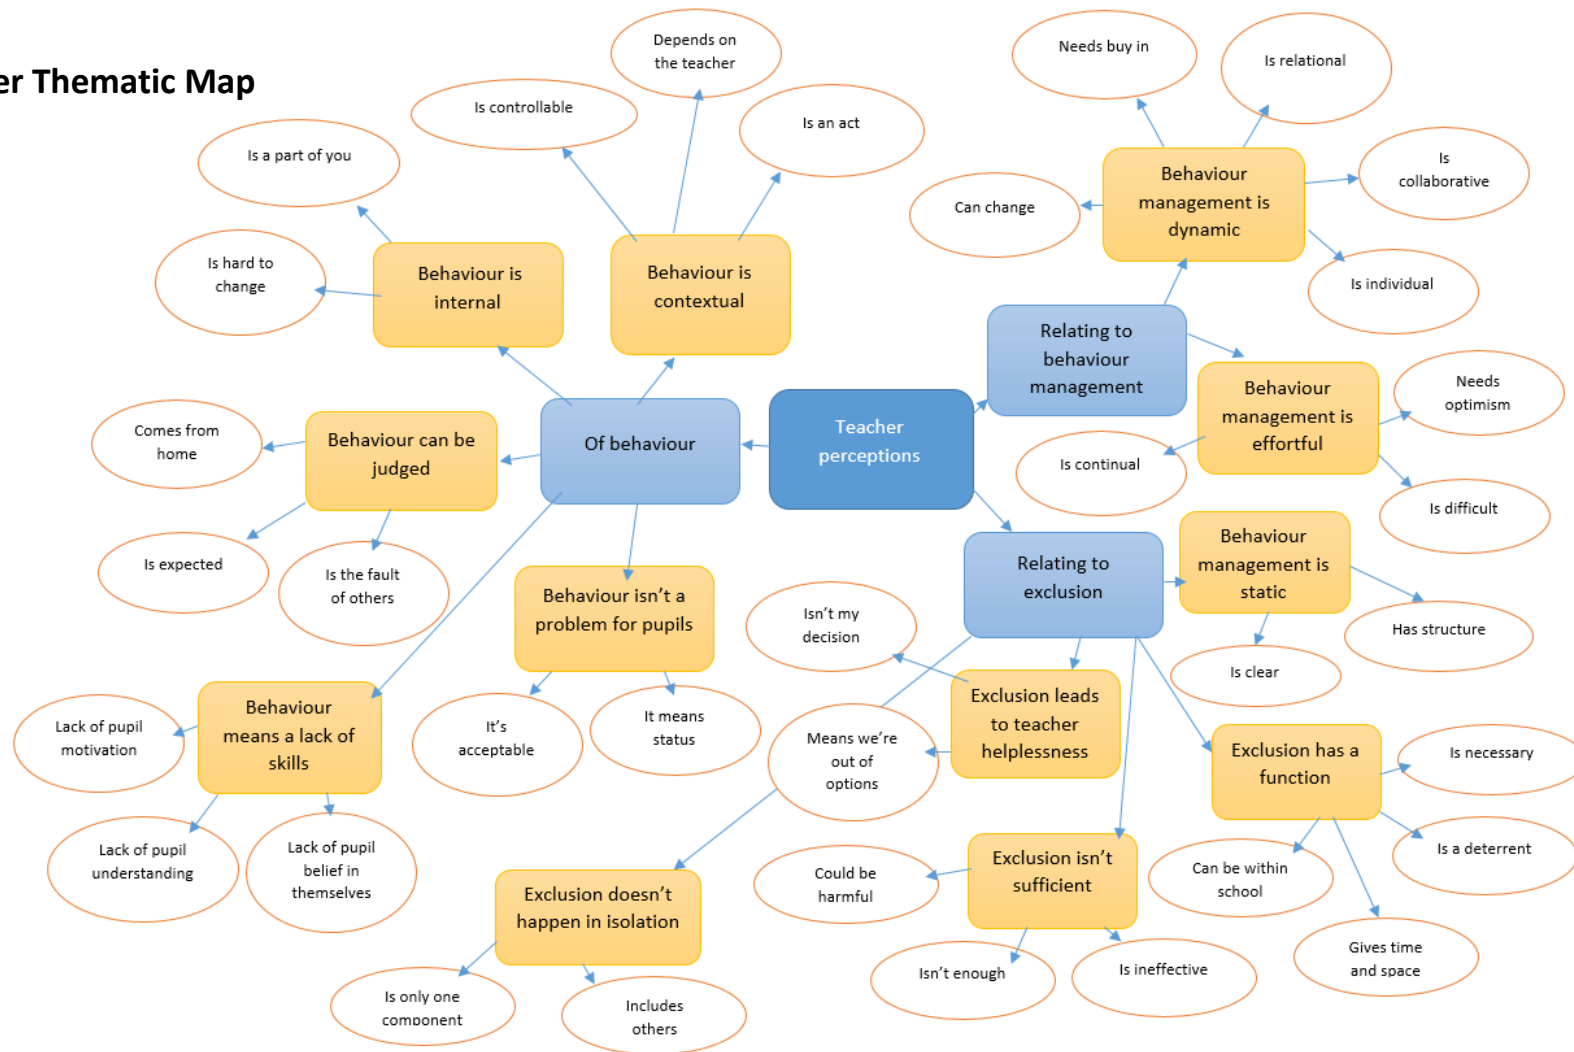 er Thematic Map
Depends on
the teacher
Needs buy in
Is relational
Is controllable
Is an act
Is a part of you
Is
collaborative
Behaviour
management is
dynamic
Can change
Is hard to
change
Behaviour is
internal
Behaviour is
contextual
Is individual
Relating to
behaviour
management
Needs
optimism
Behaviour
management is
effortful
Comes from
home
Behaviour can be
judged
Of behaviour
Teacher
perceptions
Is continual
Is difficult
Is expected
Is the fault
of others
Behaviour isn't a
problem for pupils
Relating to
exclusion
Behaviour
management is
static
Isn't my
decision
Has structure
Is clear
Lack of pupil
motivation
Behaviour
means a lack of
skills
It's
acceptable
It means
status
Means we're
out of
options
Exclusion leads
to teacher
helplessness
Exclusion has a
function
Is necessary
Lack of pupil
understanding
Lack of pupil
belief in
themselves
Is a deterrent
Exclusion doesn't
happen in isolation
Could be
harmful
Exclusion isn't
sufficient
Can be within
school
Is only one
component
Includes
others
Isn't enough
Is ineffective
Gives time
and space